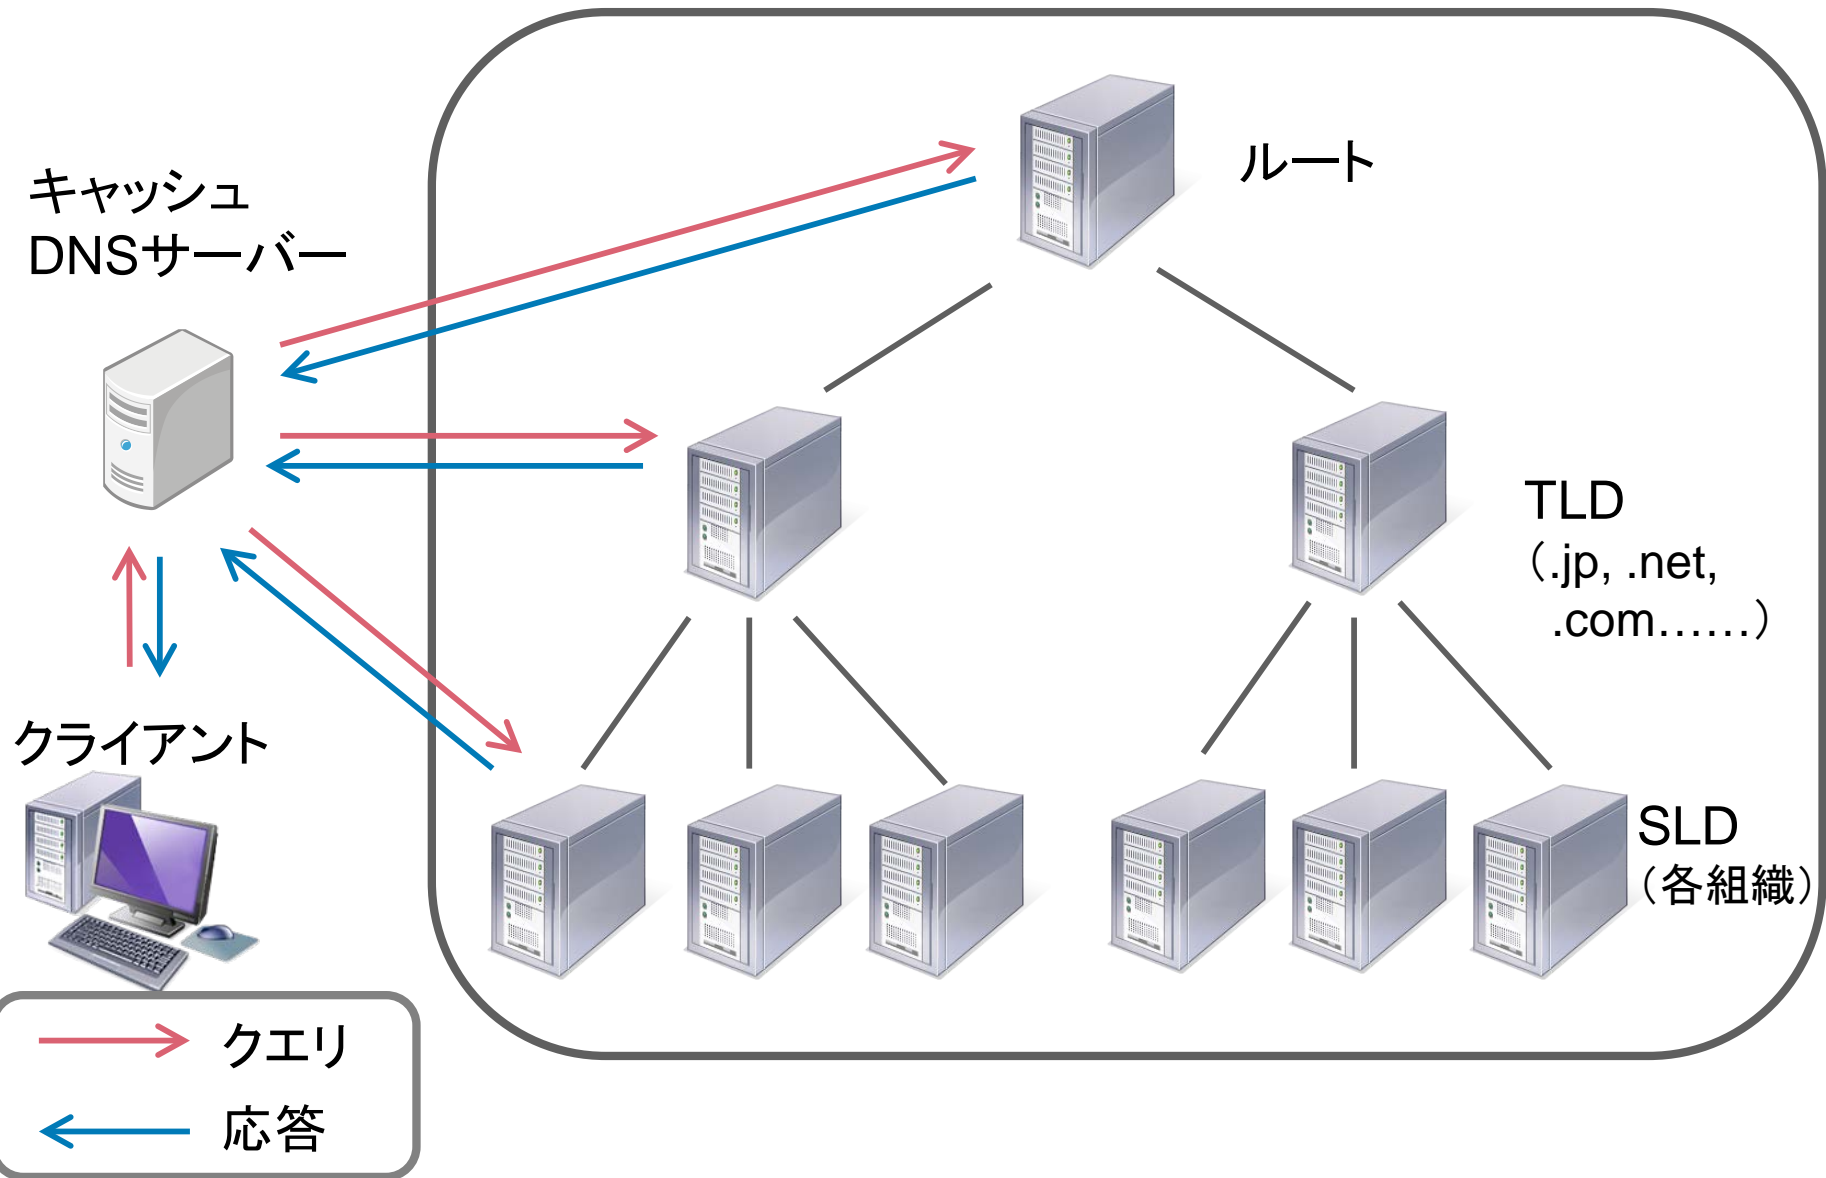 キャッシュ
DNSサーバー
ルート
TLD
（.jp, .net,
.com……）
クライアント
SLD
（各組織）
クエリ
応答